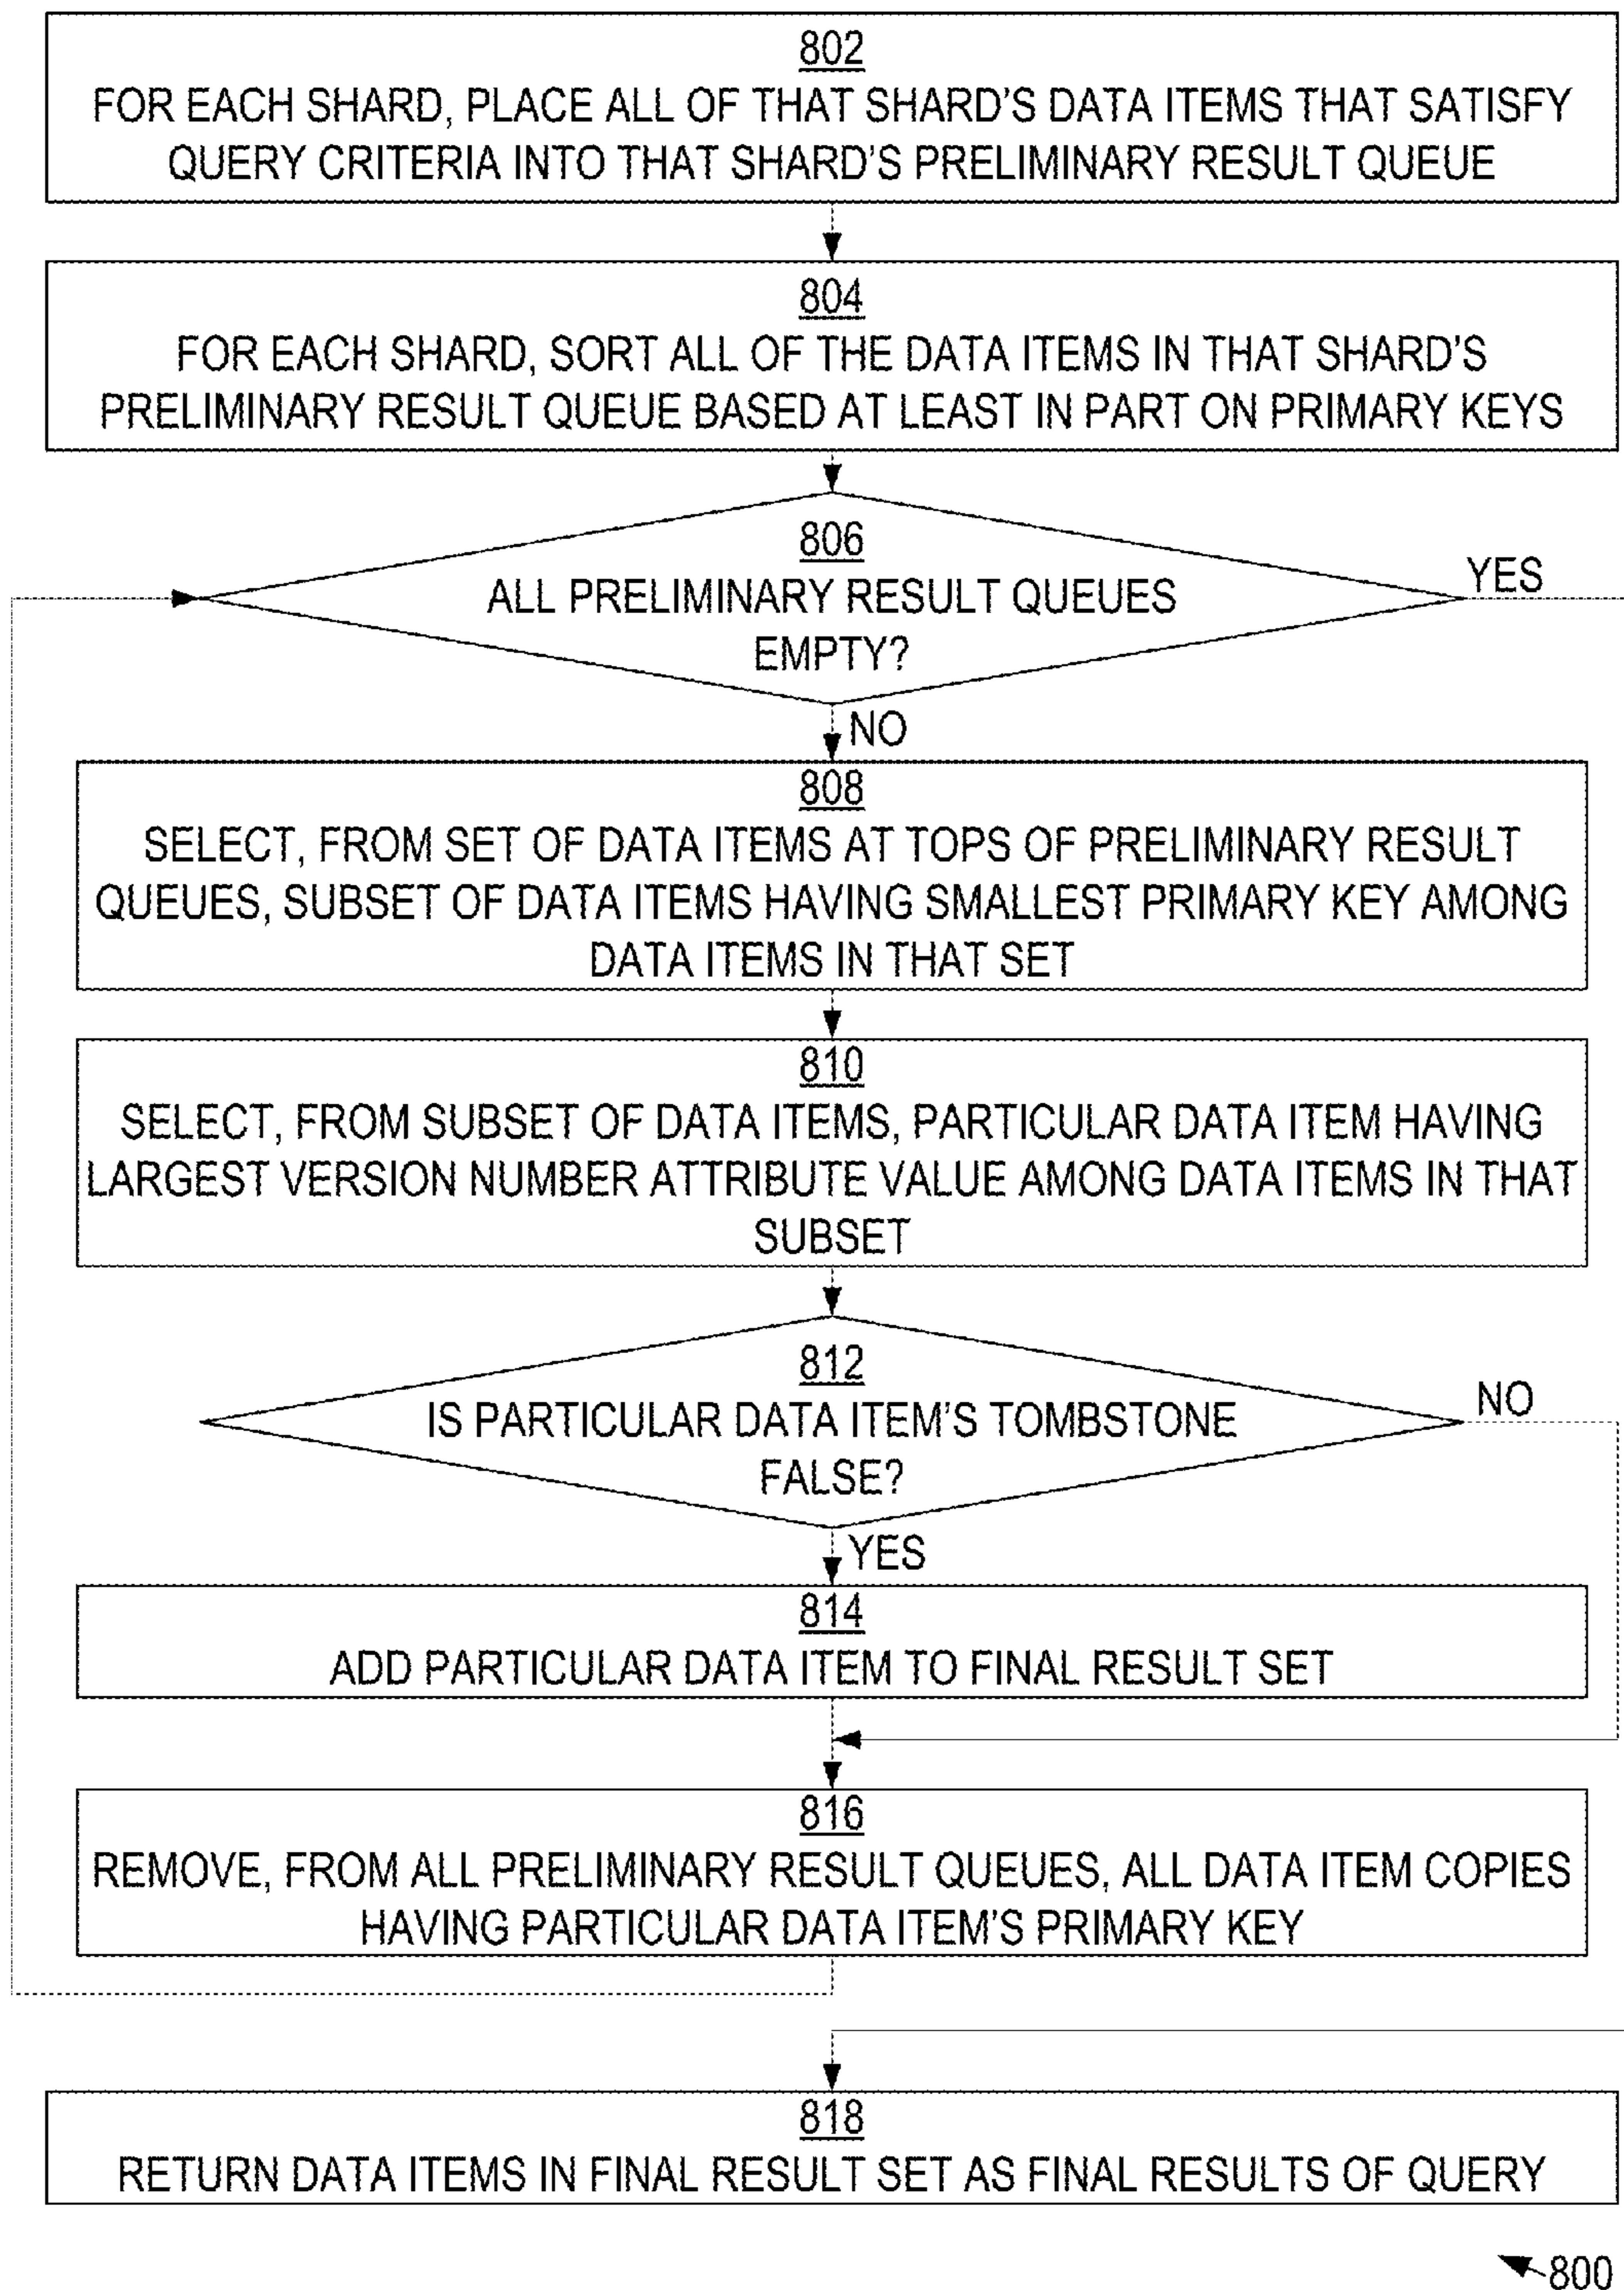 802
FOR EACH SHARD, PLACE ALL OF THAT SHARD'S DATA ITEMS THAT SATISFY
QUERY CRITERIA INTO THAT SHARD'S PRELIMINARY RESULT QUEUE
804
FOR EACH SHARD, SORT ALL OF THE DATA ITEMS IN THAT SHARD'S
PRELIMINARY RESULT QUEUE BASED AT LEAST IN PART ON PRIMARY KEYS
806
ALL PRELIMINARY RESULT QUEUES
EMPTY?
YES
NO
808
SELECT, FROM SET OF DATA ITEMS AT TOPS OF PRELIMINARY RESULT
QUEUES, SUBSET OF DATA ITEMS HAVING SMALLEST PRIMARY KEY AMONG
DATA ITEMS IN THAT SET
810
SELECT, FROM SUBSET OF DATA ITEMS, PARTICULAR DATA ITEM HAVING
LARGEST VERSION NUMBER ATTRIBUTE VALUE AMONG DATA ITEMS IN THAT
SUBSET
812
IS PARTICULAR DATA ITEM'S TOMBSTONE
FALSE?
NO
YES
814
ADD PARTICULAR DATA ITEM TO FINAL RESULT SET
816
REMOVE, FROM ALL PRELIMINARY RESULT QUEUES, ALL DATA ITEM COPIES
HAVING PARTICULAR DATA ITEM'S PRIMARY KEY
818
RETURN DATA ITEMS IN FINAL RESULT SET AS FINAL RESULTS OF QUERY
800